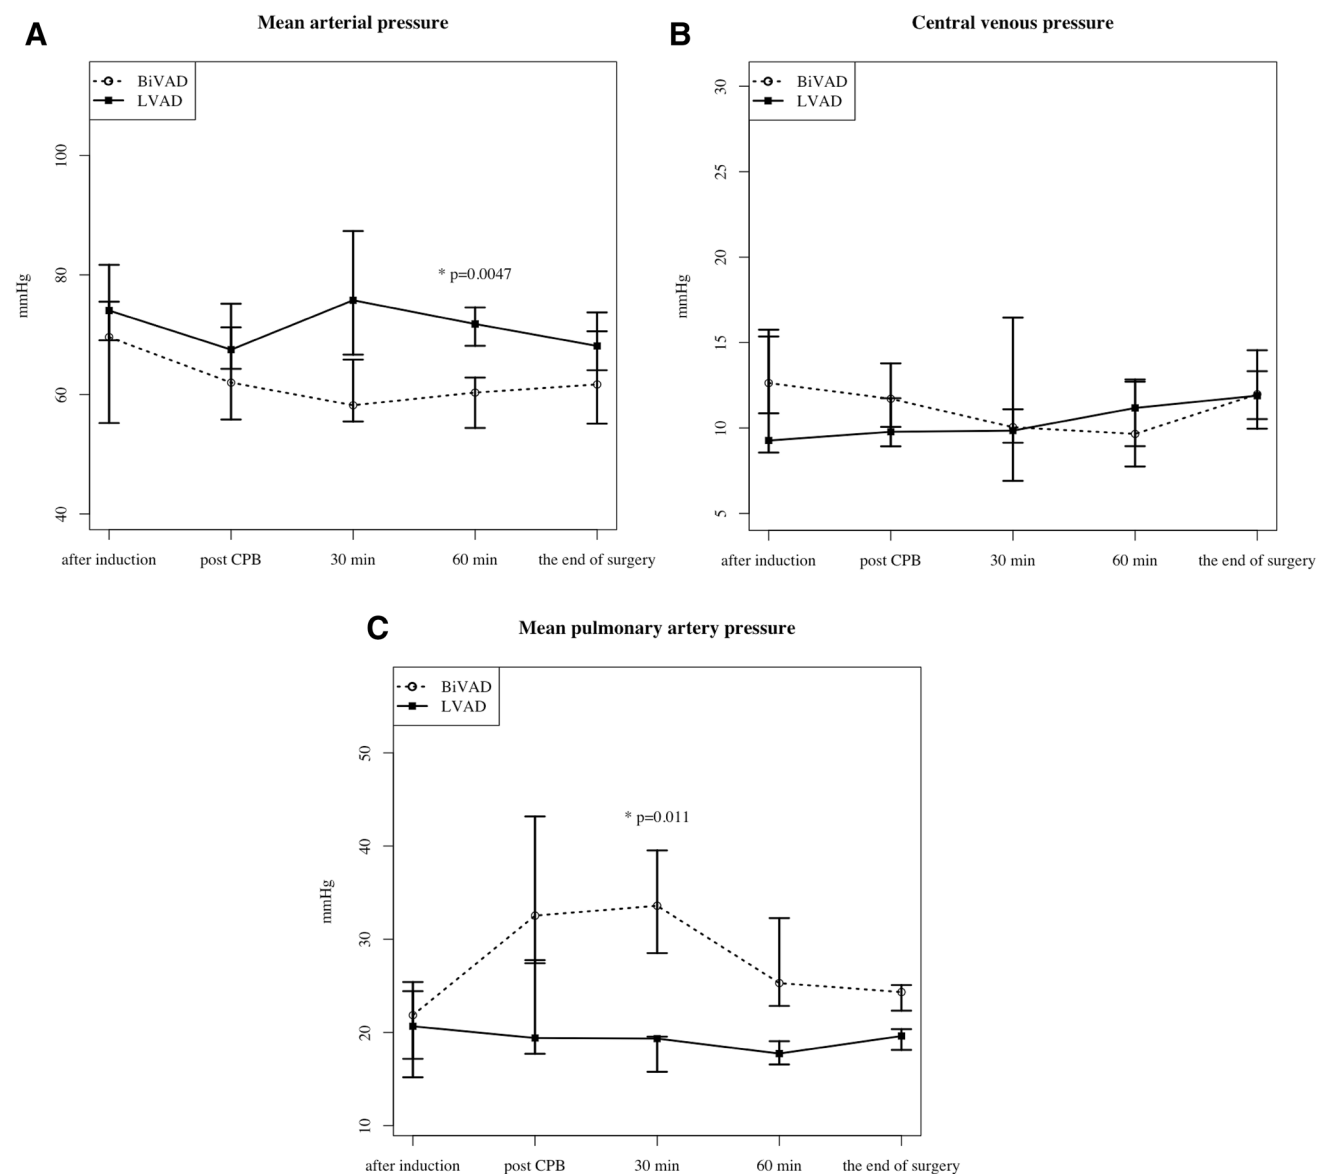 A
Mean arterial pressure
BiVAD
LVAD
mmHg
100
80
60
40
* p=0.0047
after induction post CPB 30 min 60 min the end of surgery
B
Central venous pressure
BiVAD
LVAD
mmHg
30
25
20
15
10
5
after induction post CPB 30 min 60 min the end of surgery
C
Mean pulmonary artery pressure
BiVAD
LVAD
mmHg
50
40
30
20
10
* p=0.011
after induction post CPB 30 min 60 min the end of surgery